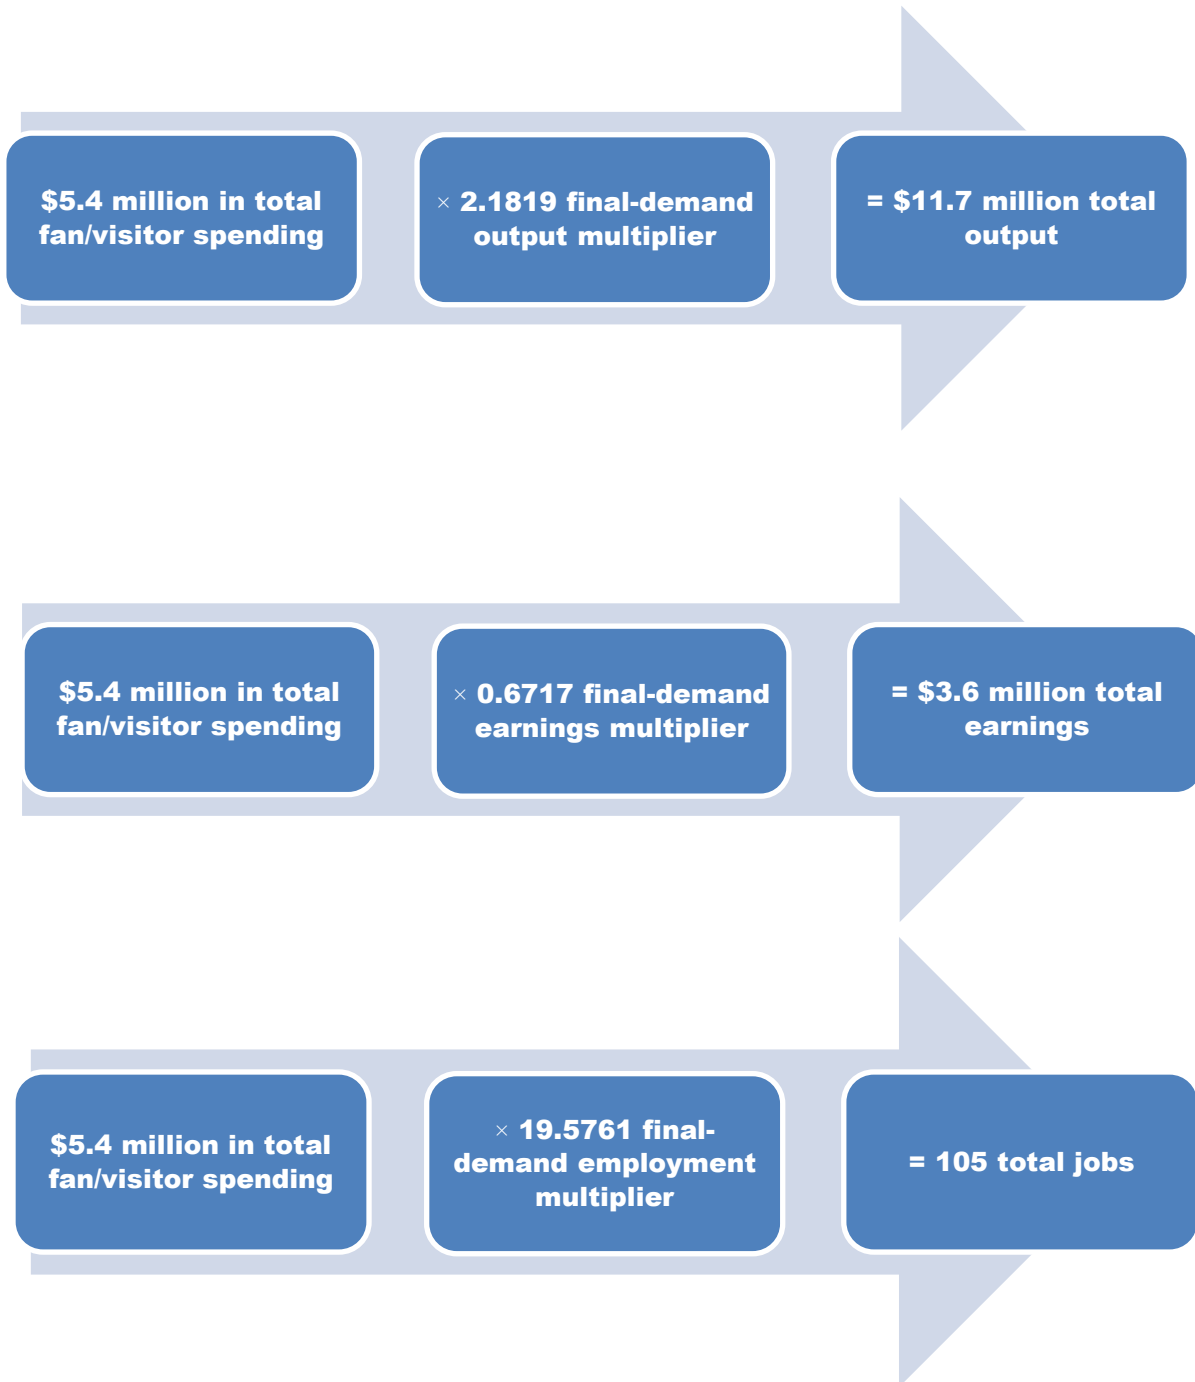 $5.4 million in total
fan/visitor spending
× 2.1819 final-demand
output multiplier
= $11.7 million total
output
$5.4 million in total
fan/visitor spending
× 0.6717 final-demand
earnings multiplier
= $3.6 million total
earnings
$5.4 million in total
fan/visitor spending
× 19.5761 final-
demand employment
multiplier
= 105 total jobs